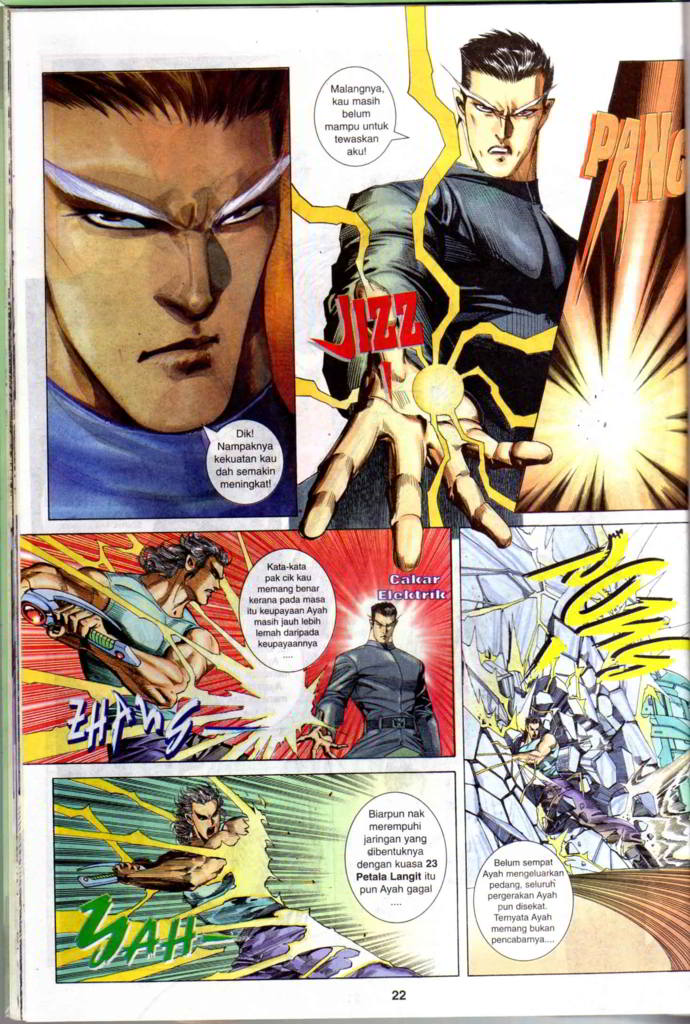 Malangnya,
kau masih
belum
mampu untuk
tewaskan
aku!
PANG
JIZZ
!
Dik!
Nampaknya
kekuatan kau
dah semakin
meningkat!
Kata-kata
pak cik kau
memang benar
kerana pada masa
itu keupayaan Ayah
masih jauh lebih
lemah daripada
keupayaannya
....
Cakar
Elektrik
ZHANG
Biarpun nak
merempuhi
jaringan yang
dibentuknya
dengan kuasa 23
Petala Langit itu
pun Ayah gagal
....
YAH
Belum sempat
Ayah mengeluarkan
pedang, seluruh
pergerakan Ayah
pun disekat.
Ternyata Ayah
memang bukan
pencabarnya....
22